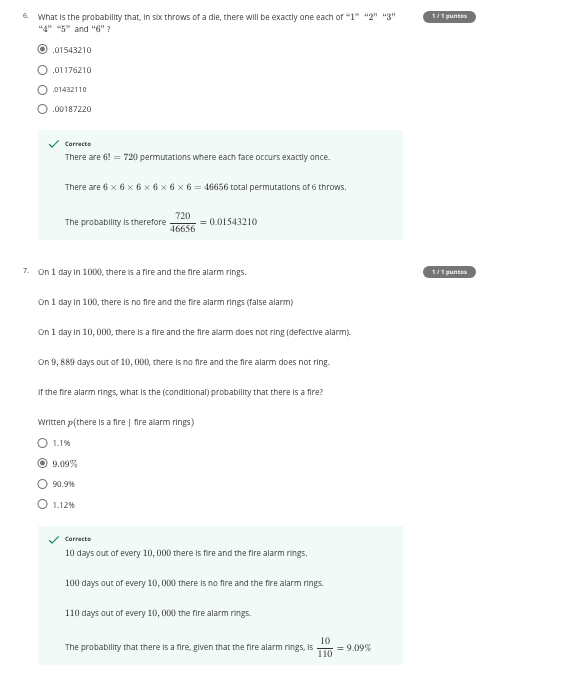 6. What is the probability that, in six throws of a die, there will be exactly one each of “1” “2” “3”
“4” “5” and “6” ?
1 / 1 puntos
.01543210
.01176210
.01432110
.00187220
Correcto
There are 6! = 720 permutations where each face occurs exactly once.
There are 6 × 6 × 6 × 6 × 6 × 6 = 46656 total permutations of 6 throws.
The probability is therefore 720/46656 = 0.01543210
7. On 1 day in 1000, there is a fire and the fire alarm rings.
1 / 1 puntos
On 1 day in 100, there is no fire and the fire alarm rings (false alarm)
On 1 day in 10, 000, there is a fire and the fire alarm does not ring (defective alarm).
On 9, 889 days out of 10, 000, there is no fire and the fire alarm does not ring.
If the fire alarm rings, what is the (conditional) probability that there is a fire?
Written p(there is a fire | fire alarm rings)
1.1%
9.09%
90.9%
1.12%
Correcto
10 days out of every 10, 000 there is fire and the fire alarm rings.
100 days out of every 10, 000 there is no fire and the fire alarm rings.
110 days out of every 10, 000 the fire alarm rings.
The probability that there is a fire, given that the fire alarm rings, is 10/110 = 9.09%